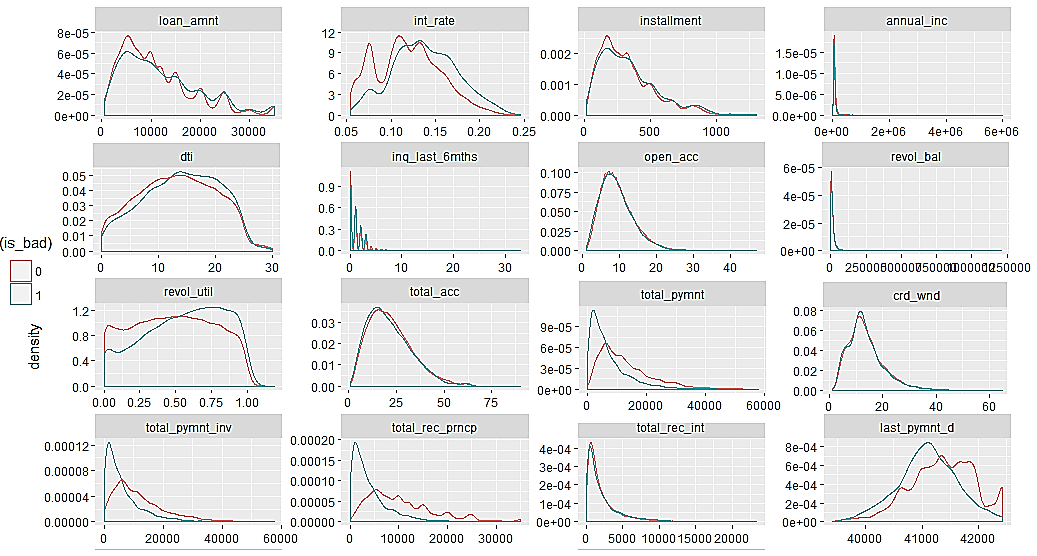 loan_amnt
8e-05
6e-05
4e-05
2e-05
0e+00
0 10000 20000 30000
int_rate
12
9
6
3
0
0.05 0.10 0.15 0.20 0.25
installment
0.002
0.001
0.000
0 500 1000
annual_inc
1.5e-05
1.0e-05
5.0e-06
0.0e+00
0e+00 2e+06 4e+06 6e+06
dti
0.05
0.04
0.03
0.02
0.01
0.00
0 10 20 30
inq_last_6mths
0.9
0.6
0.3
0.0
0 10 20 30
open_acc
0.100
0.075
0.050
0.025
0.000
0 10 20 30 40
revol_bal
6e-05
4e-05
2e-05
0e+00
0
(is_bad)
0
1
density
revol_util
1.2
0.8
0.4
0.0
0.00 0.25 0.50 0.75 1.00
total_acc
0.03
0.02
0.01
0.00
0 25 50 75
total_pymnt
9e-05
6e-05
3e-05
0e+00
0 20000 40000 60000
crd_wnd
0.08
0.06
0.04
0.02
0.00
0 20 40 60
total_pymnt_inv
0.00012
0.00008
0.00004
0.00000
0 20000 40000 60000
total_rec_prncp
0.00020
0.00015
0.00010
0.00005
0.00000
0 10000 20000 30000
total_rec_int
4e-04
3e-04
2e-04
1e-04
0e+00
0 5000 10000 15000 20000
last_pymnt_d
8e-04
6e-04
4e-04
2e-04
0e+00
40000 41000 42000